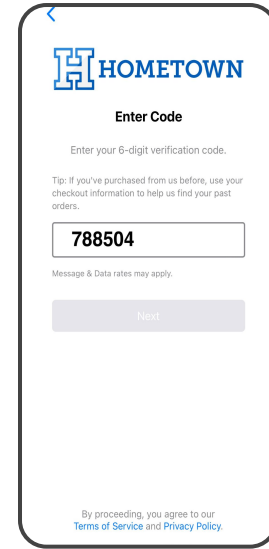 HOMETOWN
Enter Code
Enter your 6-digit verification code.
Tip: If you've purchased from us before, use your
checkout information to help us find your past
orders.
788504
Message & Data rates may apply.
Next
By proceeding, you agree to our
Terms of Service and Privacy Policy.